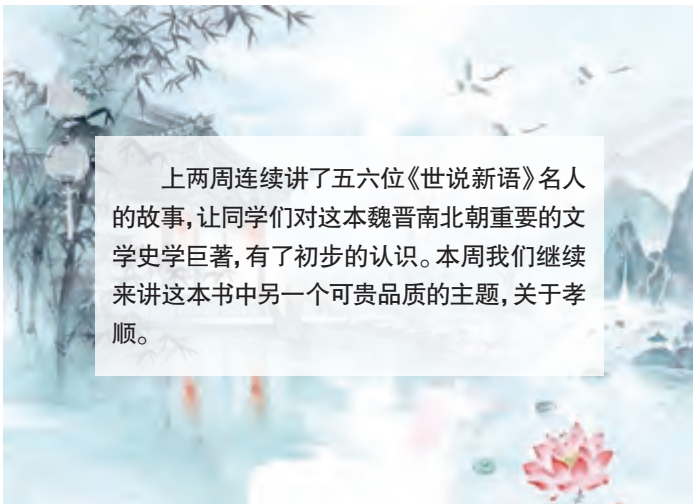 上两周连续讲了五六位《世说新语》名人
的故事，让同学们对这本魏晋南北朝重要的文
学史学巨著，有了初步的认识。本周我们继续
来讲这本书中另一个可贵品质的主题，关于孝
顺。